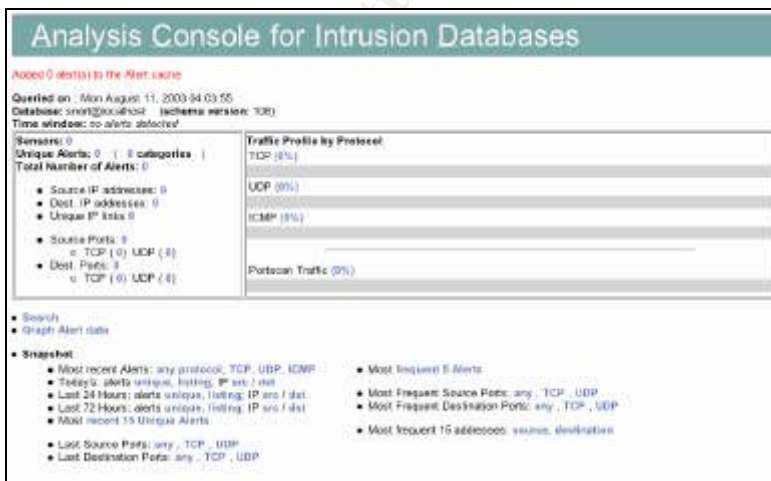 Analysis Console for Intrusion Databases
Added 0 alert(s) to the Alert cache
Queried on : Mon August 11, 2003 04:03:55
Database: snort@localhost (schema version: 106)
Time window: no alerts detected
Sensors: 0
Unique Alerts: 0 ( 0 categories )
Total Number of Alerts: 0
Source IP addresses: 0
Dest. IP addresses: 0
Unique IP links 0
Source Ports: 0
TCP ( 0) UDP ( 0)
Dest. Ports: 0
TCP ( 0) UDP ( 0)
Traffic Profile by Protocol
TCP (0%)
UDP (0%)
ICMP (0%)
Portscan Traffic (0%)
Search
Graph Alert data
Snapshot
Most recent Alerts: any protocol, TCP, UDP, ICMP
Today's: alerts unique, listing; IP src / dst
Last 24 Hours: alerts unique, listing; IP src / dst
Last 72 Hours: alerts unique, listing; IP src / dst
Most recent 15 Unique Alerts
Last Source Ports: any , TCP , UDP
Last Destination Ports: any , TCP , UDP
Most frequent 5 Alerts
Most Frequent Source Ports: any , TCP , UDP
Most Frequent Destination Ports: any , TCP , UDP
Most frequent 15 addresses: source, destination